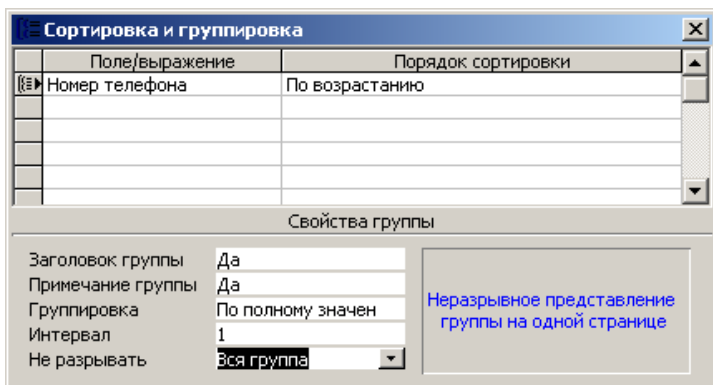 Сортировка и группировка
Поле/выражение Порядок сортировки
Номер телефона По возрастанию
Свойства группы
Заголовок группы Да
Примечание группы Да
Группировка По полному значен
Интервал 1
Не разрывать Вся группа
Неразрывное представление
группы на одной странице